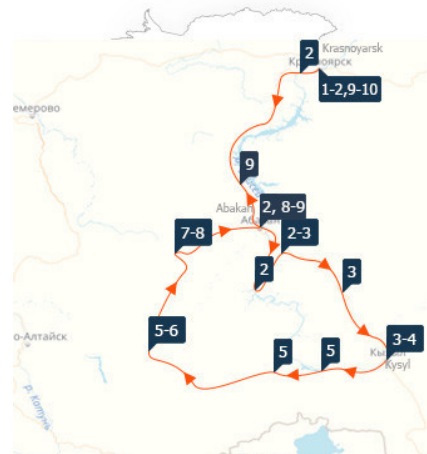 2
Krasnoyarsk
1-2,9-10
емерово
9
Abakan
2, 8-9
7-8
2-3
2
3
5-6
3-4
о-Алтайск
5
5
Kysyl
р. Катунь